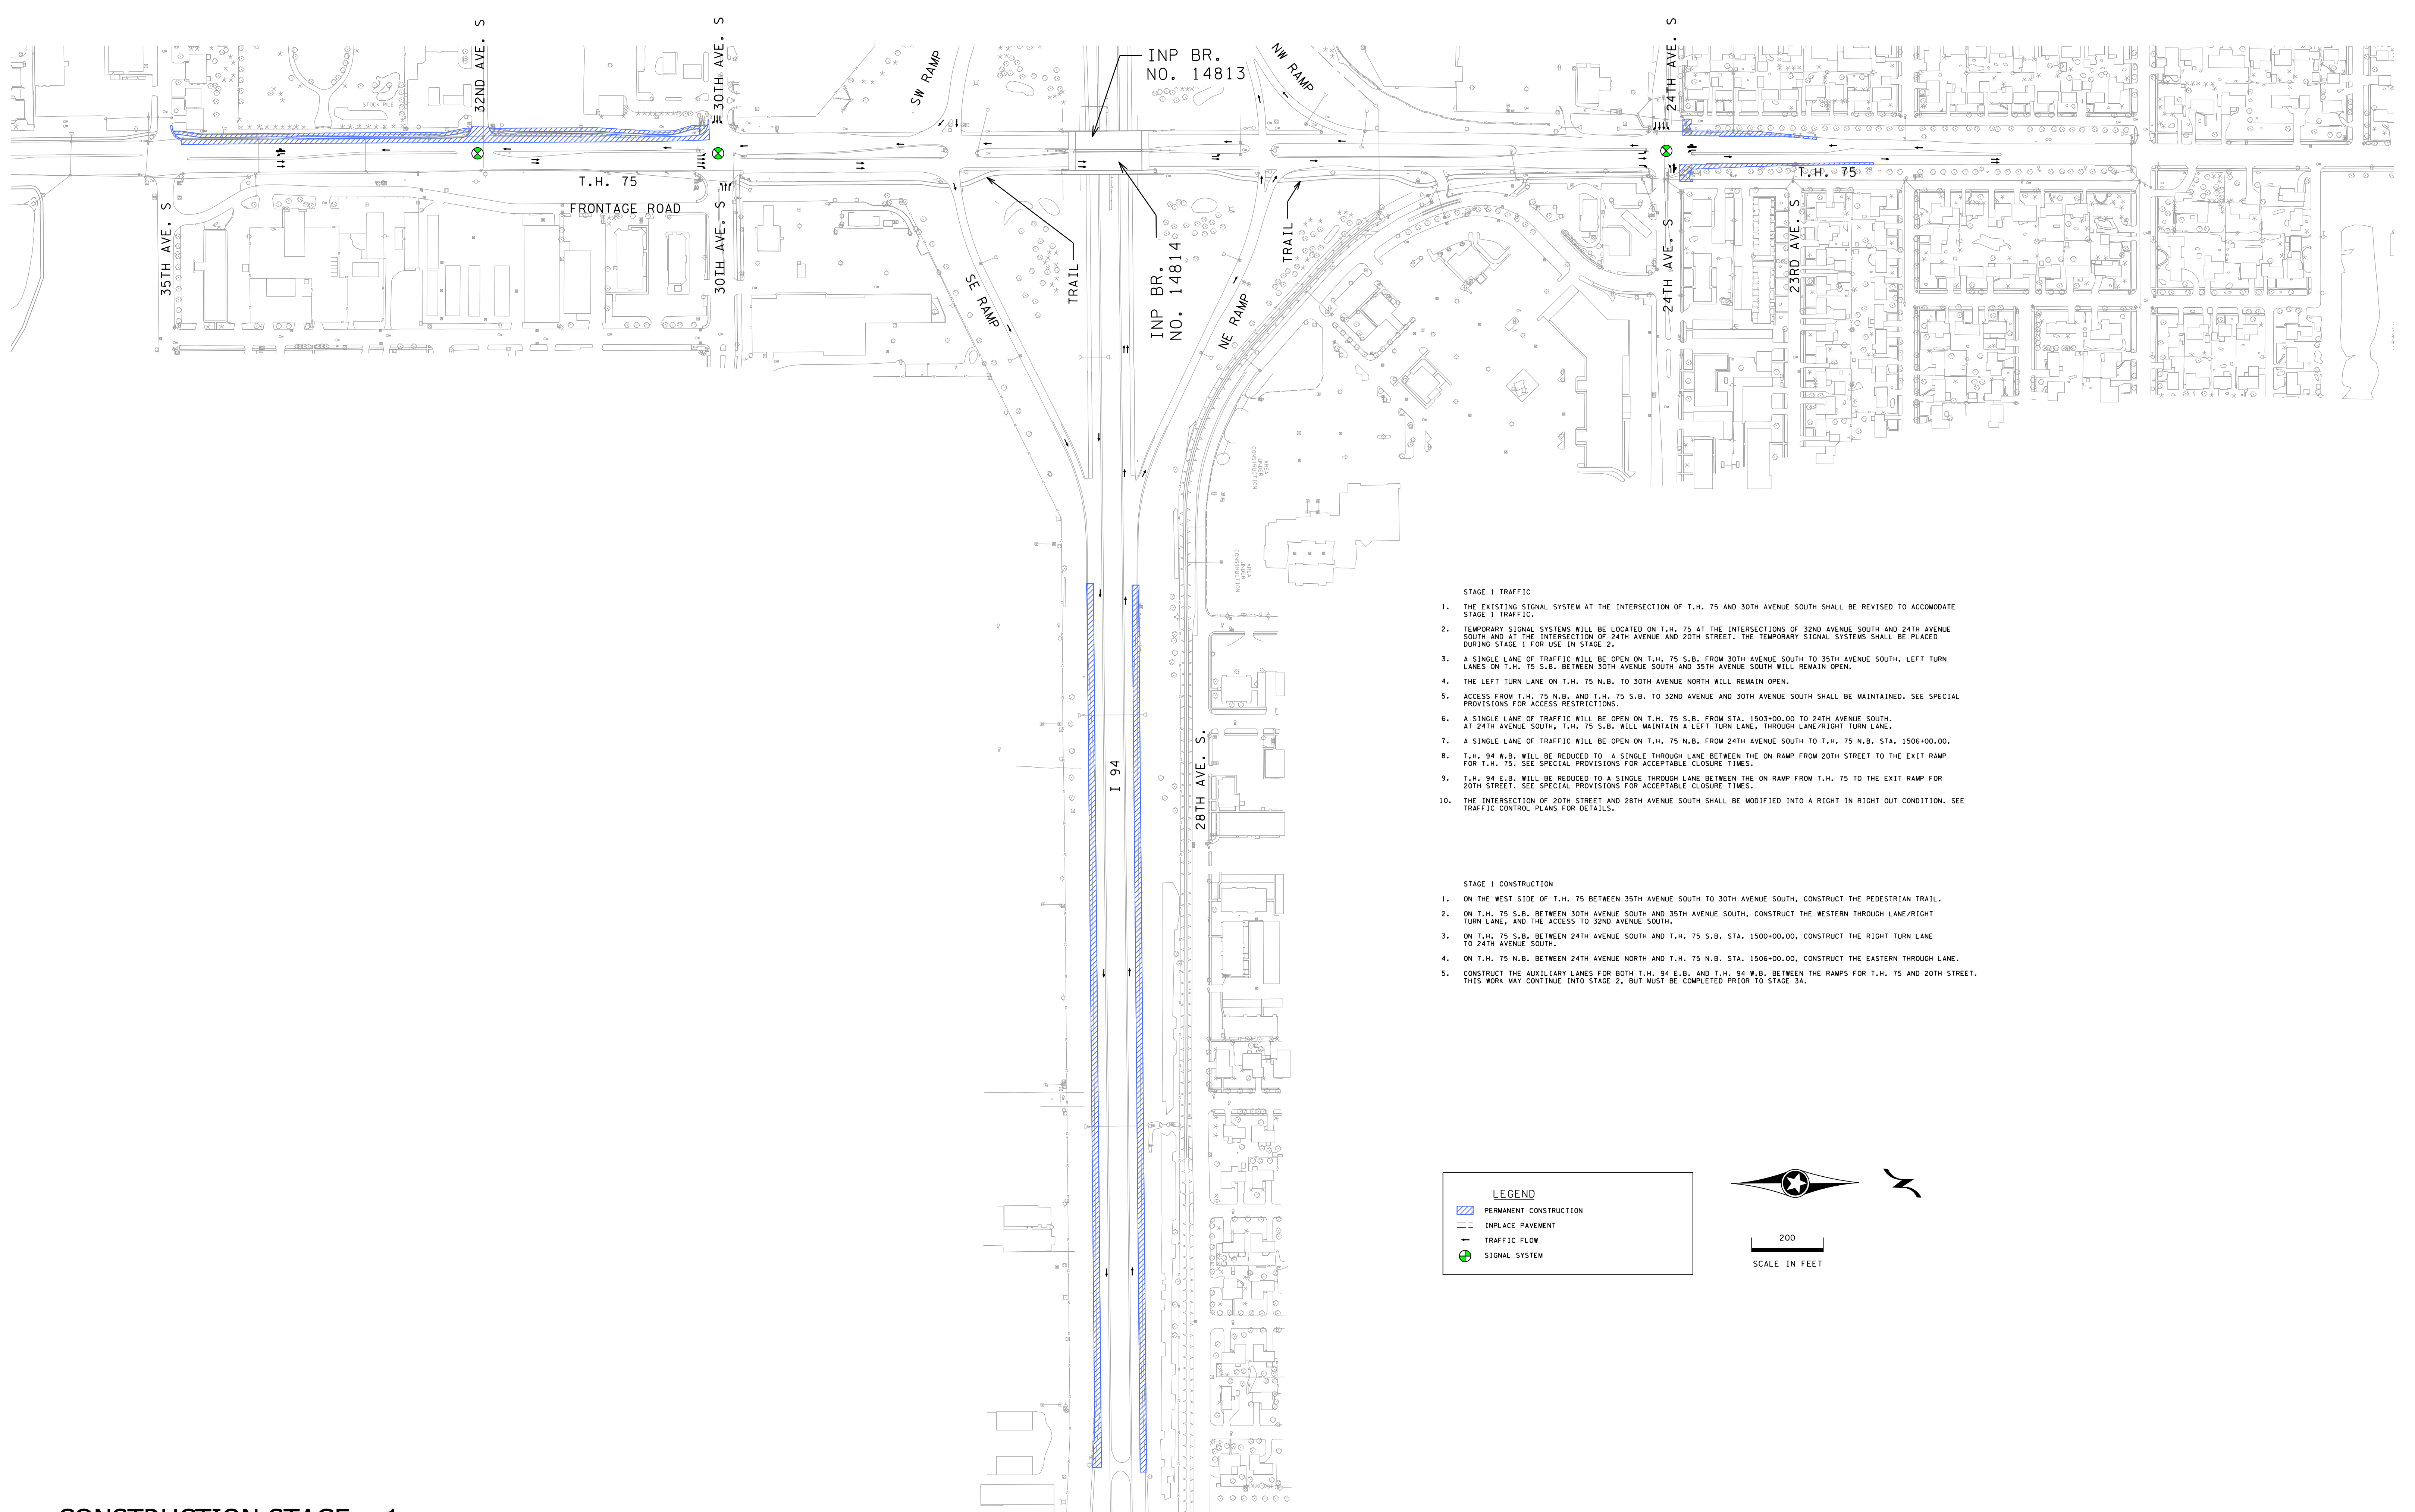 32ND AVE. S
30TH AVE. S
SW RAMP
INP BR.
NO. 14813
NW RAMP
24TH AVE. S
STOCK PILE
T.H. 75
FRONTAGE ROAD
T.H. 75
35TH AVE. S
30TH AVE. S
SE RAMP
TRAIL
INP BR.
NO. 14814
NE RAMP
TRAIL
24TH AVE. S
23RD AVE. S
AREA
UNDER
CONSTRUCTION
AREA
UNDER
CONSTRUCTION
I 94
28TH AVE. S.
STAGE 1 TRAFFIC
1. THE EXISTING SIGNAL SYSTEM AT THE INTERSECTION OF T.H. 75 AND 30TH AVENUE SOUTH SHALL BE REVISED TO ACCOMODATE
STAGE 1 TRAFFIC.
2. TEMPORARY SIGNAL SYSTEMS WILL BE LOCATED ON T.H. 75 AT THE INTERSECTIONS OF 32ND AVENUE SOUTH AND 24TH AVENUE
SOUTH AND AT THE INTERSECTION OF 24TH AVENUE AND 20TH STREET. THE TEMPORARY SIGNAL SYSTEMS SHALL BE PLACED
DURING STAGE 1 FOR USE IN STAGE 2.
3. A SINGLE LANE OF TRAFFIC WILL BE OPEN ON T.H. 75 S.B. FROM 30TH AVENUE SOUTH TO 35TH AVENUE SOUTH. LEFT TURN
LANES ON T.H. 75 S.B. BETWEEN 30TH AVENUE SOUTH AND 35TH AVENUE SOUTH WILL REMAIN OPEN.
4. THE LEFT TURN LANE ON T.H. 75 N.B. TO 30TH AVENUE NORTH WILL REMAIN OPEN.
5. ACCESS FROM T.H. 75 N.B. AND T.H. 75 S.B. TO 32ND AVENUE AND 30TH AVENUE SOUTH SHALL BE MAINTAINED. SEE SPECIAL
PROVISIONS FOR ACCESS RESTRICTIONS.
6. A SINGLE LANE OF TRAFFIC WILL BE OPEN ON T.H. 75 S.B. FROM STA. 1503+00.00 TO 24TH AVENUE SOUTH.
AT 24TH AVENUE SOUTH, T.H. 75 S.B. WILL MAINTAIN A LEFT TURN LANE, THROUGH LANE/RIGHT TURN LANE.
7. A SINGLE LANE OF TRAFFIC WILL BE OPEN ON T.H. 75 N.B. FROM 24TH AVENUE SOUTH TO T.H. 75 N.B. STA. 1506+00.00.
8. T.H. 94 W.B. WILL BE REDUCED TO A SINGLE THROUGH LANE BETWEEN THE ON RAMP FROM 20TH STREET TO THE EXIT RAMP
FOR T.H. 75. SEE SPECIAL PROVISIONS FOR ACCEPTABLE CLOSURE TIMES.
9. T.H. 94 E.B. WILL BE REDUCED TO A SINGLE THROUGH LANE BETWEEN THE ON RAMP FROM T.H. 75 TO THE EXIT RAMP FOR
20TH STREET. SEE SPECIAL PROVISIONS FOR ACCEPTABLE CLOSURE TIMES.
10. THE INTERSECTION OF 20TH STREET AND 28TH AVENUE SOUTH SHALL BE MODIFIED INTO A RIGHT IN RIGHT OUT CONDITION. SEE
TRAFFIC CONTROL PLANS FOR DETAILS.
STAGE 1 CONSTRUCTION
1. ON THE WEST SIDE OF T.H. 75 BETWEEN 35TH AVENUE SOUTH TO 30TH AVENUE SOUTH, CONSTRUCT THE PEDESTRIAN TRAIL.
2. ON T.H. 75 S.B. BETWEEN 30TH AVENUE SOUTH AND 35TH AVENUE SOUTH, CONSTRUCT THE WESTERN THROUGH LANE/RIGHT
TURN LANE, AND THE ACCESS TO 32ND AVENUE SOUTH.
3. ON T.H. 75 S.B. BETWEEN 24TH AVENUE SOUTH AND T.H. 75 S.B. STA. 1500+00.00, CONSTRUCT THE RIGHT TURN LANE
TO 24TH AVENUE SOUTH.
4. ON T.H. 75 N.B. BETWEEN 24TH AVENUE NORTH AND T.H. 75 N.B. STA. 1506+00.00, CONSTRUCT THE EASTERN THROUGH LANE.
5. CONSTRUCT THE AUXILIARY LANES FOR BOTH T.H. 94 E.B. AND T.H. 94 W.B. BETWEEN THE RAMPS FOR T.H. 75 AND 20TH STREET.
THIS WORK MAY CONTINUE INTO STAGE 2, BUT MUST BE COMPLETED PRIOR TO STAGE 3A.
LEGEND
PERMANENT CONSTRUCTION
INPLACE PAVEMENT
TRAFFIC FLOW
SIGNAL SYSTEM
200
SCALE IN FEET
CONSTRUCTION STAGE - 1